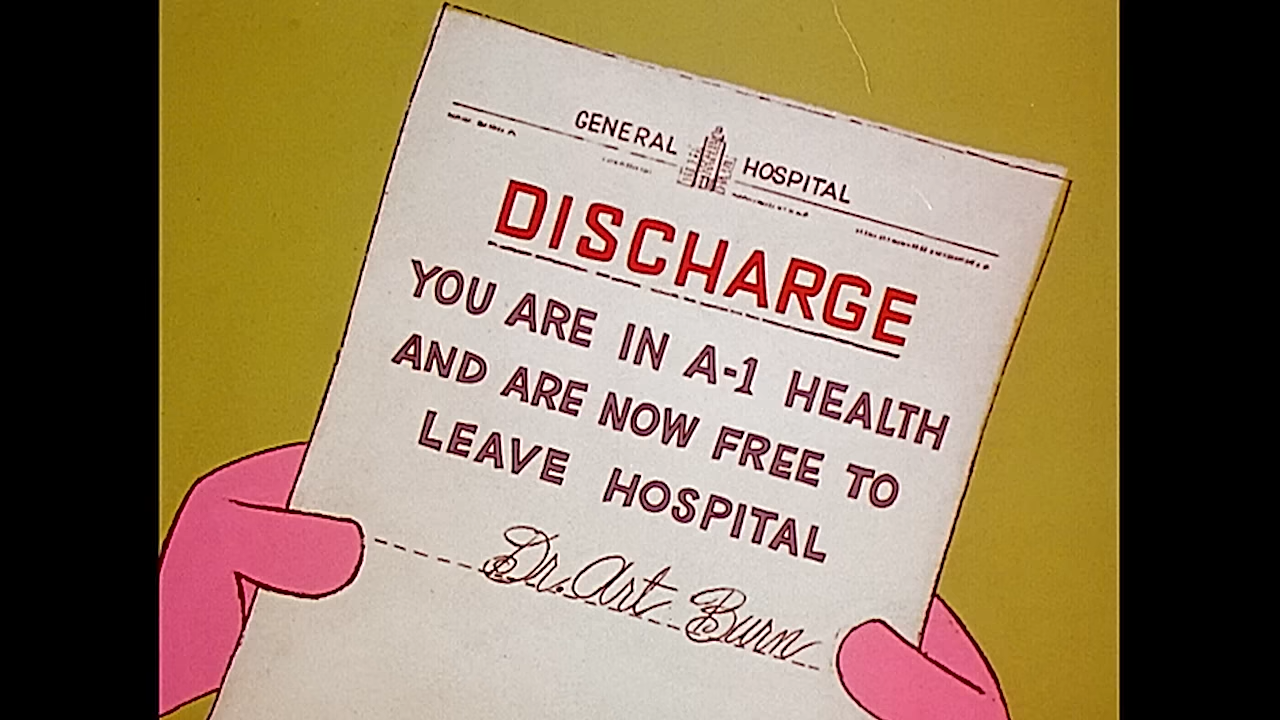 GENERAL HOSPITAL
DISCHARGE
YOU ARE IN A-1 HEALTH
AND ARE NOW FREE TO
LEAVE HOSPITAL
Dr. Art Burn